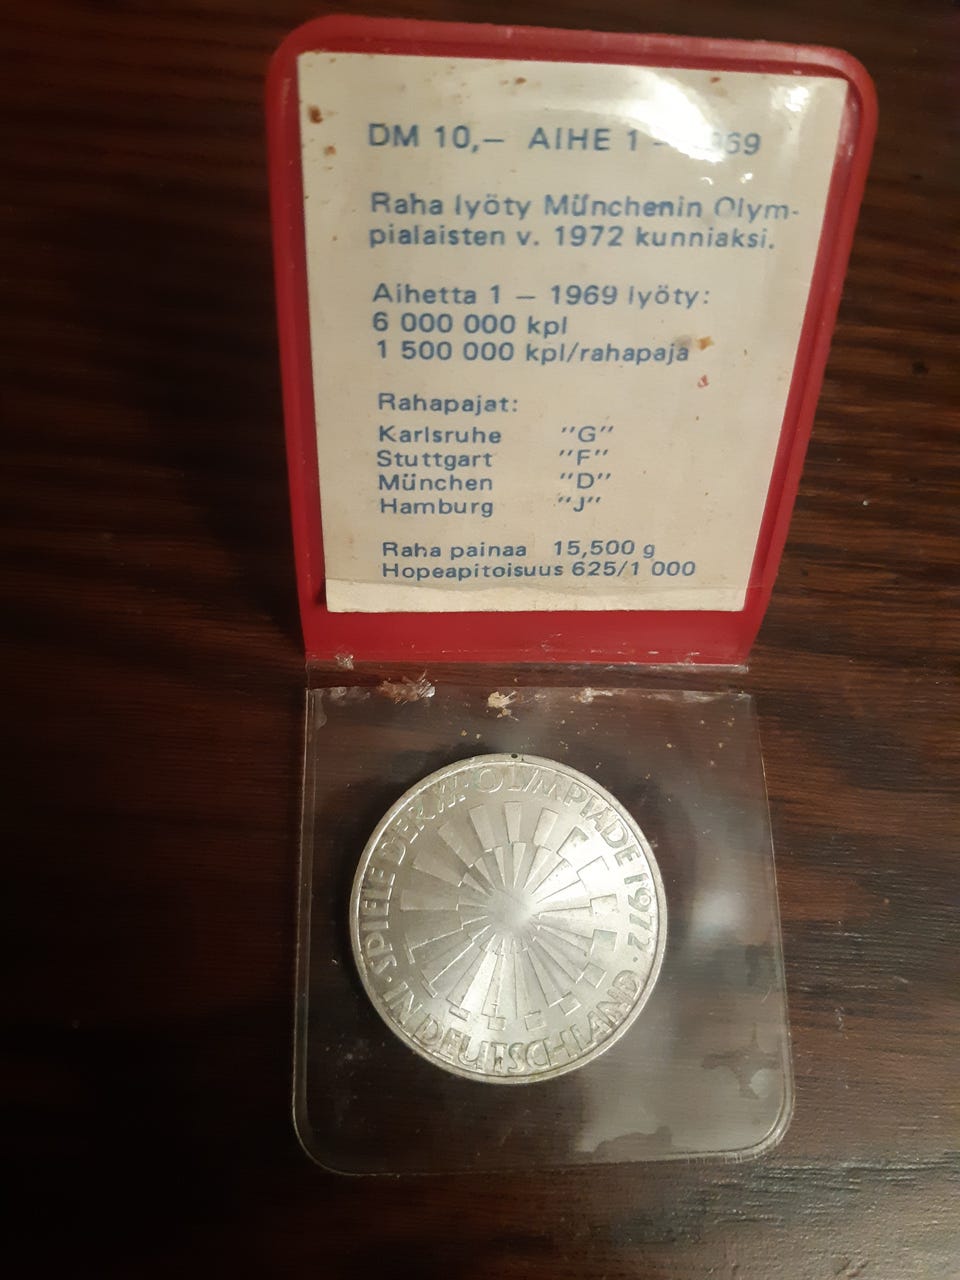 DM 10,– AIHE 1 – 1969
Raha lyöty Münchenin Olym-
pialaisten v. 1972 kunniaksi.
Aihetta 1 – 1969 lyöty:
6 000 000 kpl
1 500 000 kpl/rahapaja
Rahapajat:
Karlsruhe "G"
Stuttgart "F"
München "D"
Hamburg "J"
Raha painaa 15,500 g
Hopeapitoisuus 625/1 000
· SPIELE DER XX. OLYMPIADE 1972 ·
IN DEUTSCHLAND